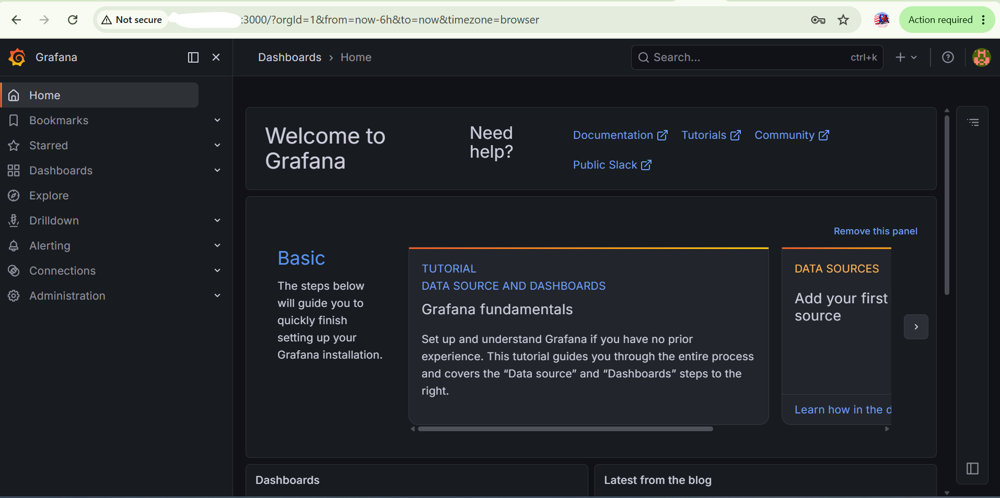 Not secure
:3000/?orgId=1&from=now-6h&to=now&timezone=browser
Action required
Grafana
Dashboards › Home
Search...
ctrl+k
Home
Bookmarks
Starred
Dashboards
Explore
Drilldown
Alerting
Connections
Administration
Welcome to
Grafana
Need
help?
Documentation
Tutorials
Community
Public Slack
Remove this panel
Basic
The steps below
will guide you to
quickly finish
setting up your
Grafana installation.
TUTORIAL
DATA SOURCE AND DASHBOARDS
Grafana fundamentals
Set up and understand Grafana if you have no prior
experience. This tutorial guides you through the entire process
and covers the “Data source” and “Dashboards” steps to the
right.
DATA SOURCES
Add your first
source
Learn how in the d
Dashboards
Latest from the blog